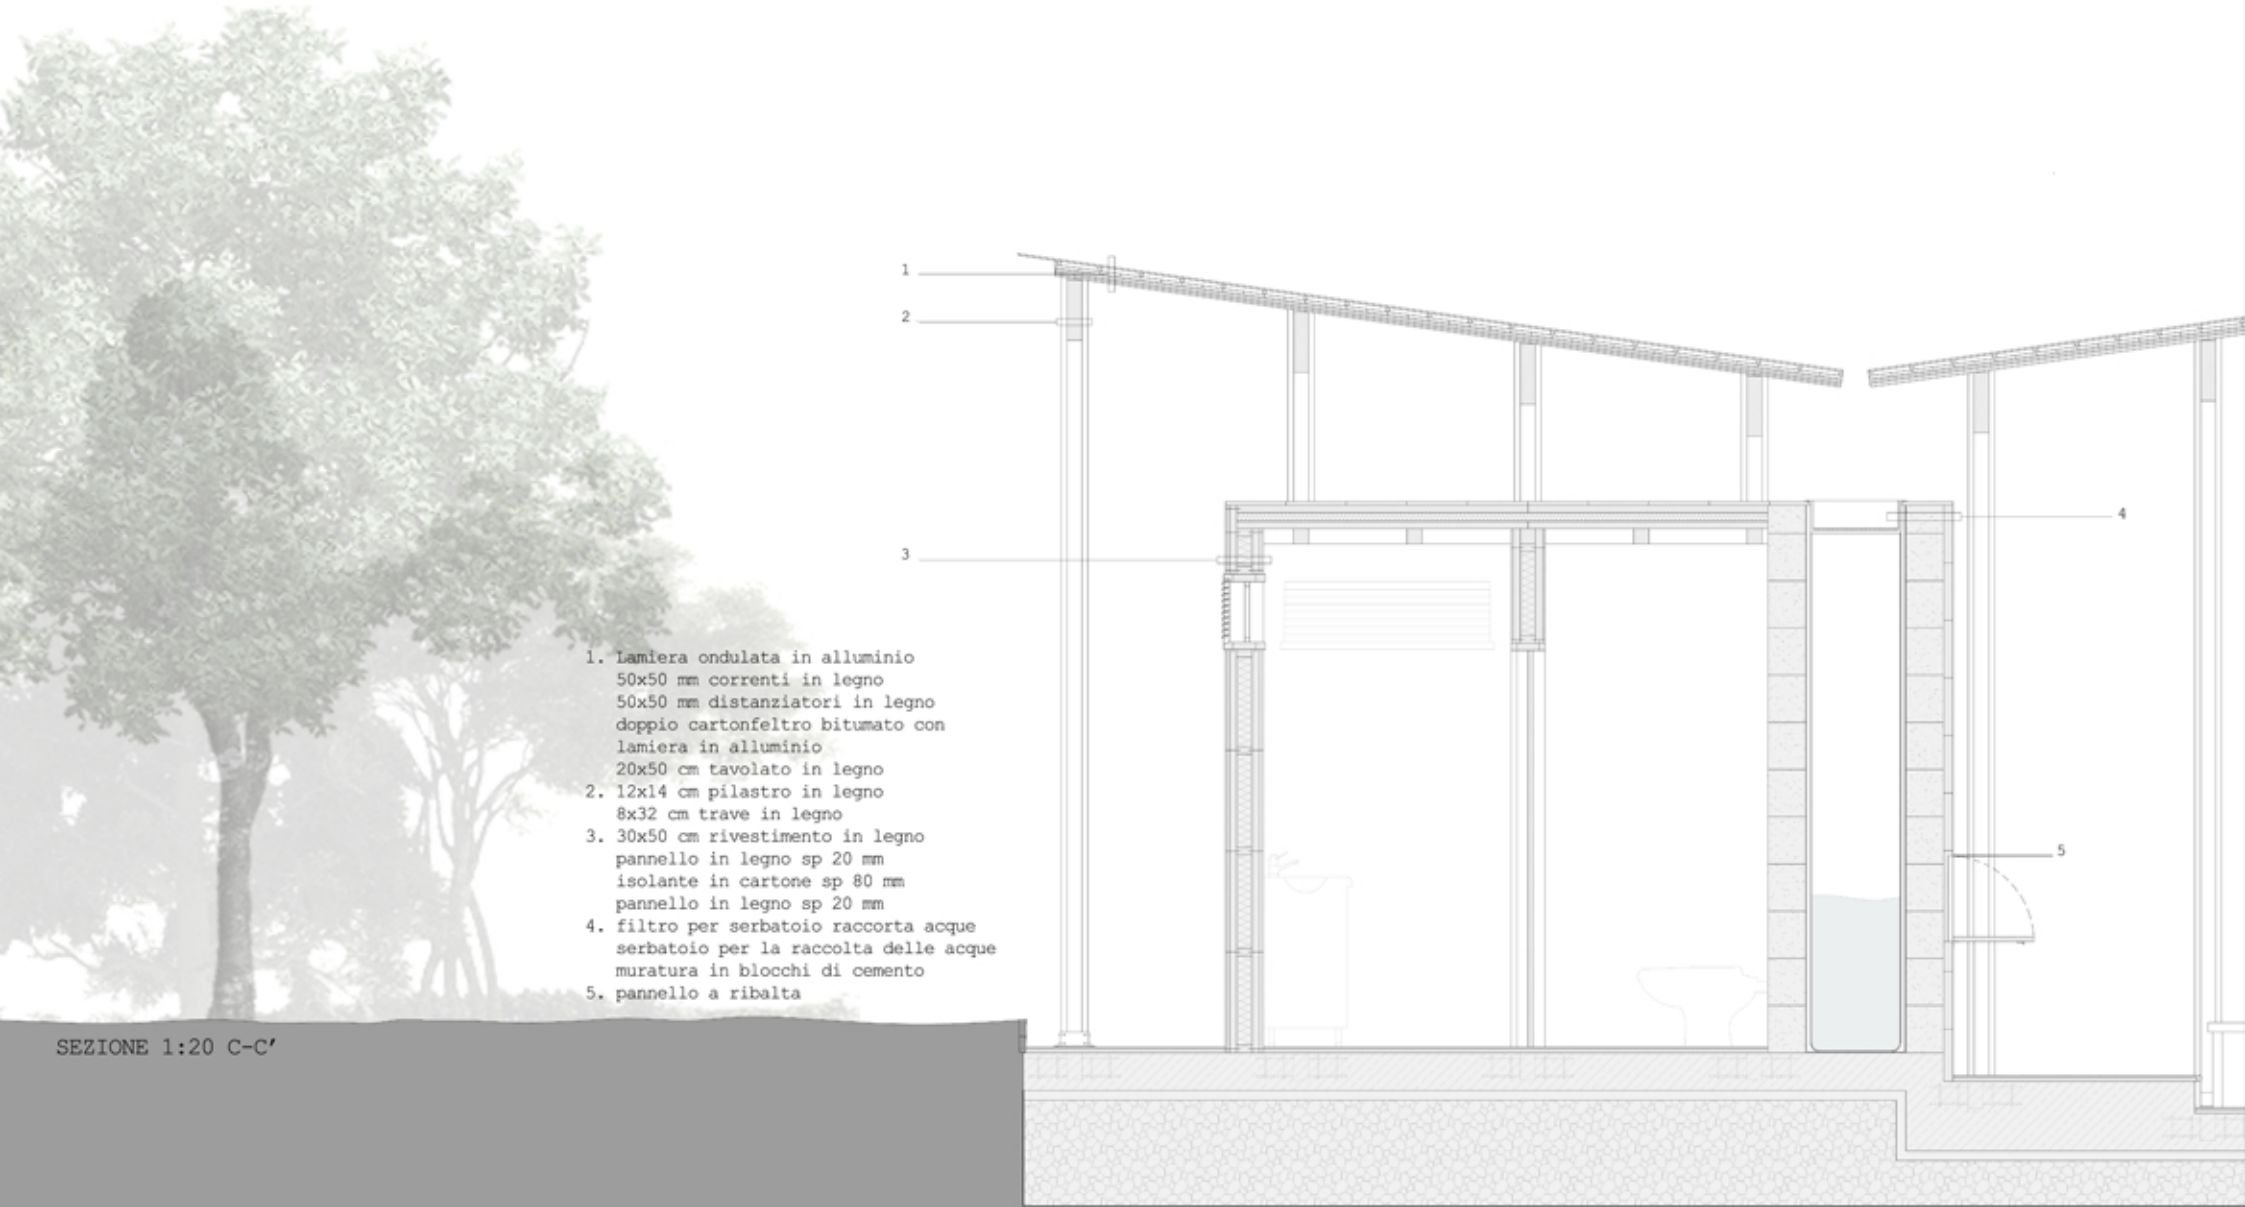 1
2
4
3
1. Lamiera ondulata in alluminio
50x50 mm correnti in legno
50x50 mm distanziatori in legno
doppio cartonfeltro bitumato con
lamiera in alluminio
20x50 cm tavolato in legno
2. 12x14 cm pilastro in legno
8x32 cm trave in legno
3. 30x50 cm rivestimento in legno
pannello in legno sp 20 mm
isolante in cartone sp 80 mm
pannello in legno sp 20 mm
4. filtro per serbatoio raccorta acque
serbatoio per la raccolta delle acque
muratura in blocchi di cemento
5. pannello a ribalta
5
SEZIONE 1:20 C-C'